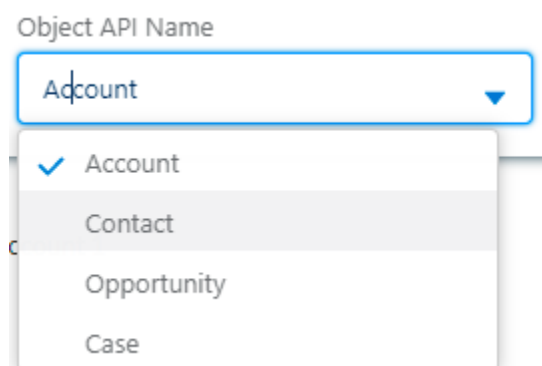 Object API Name
Account
Account
Contact
Opportunity
Case